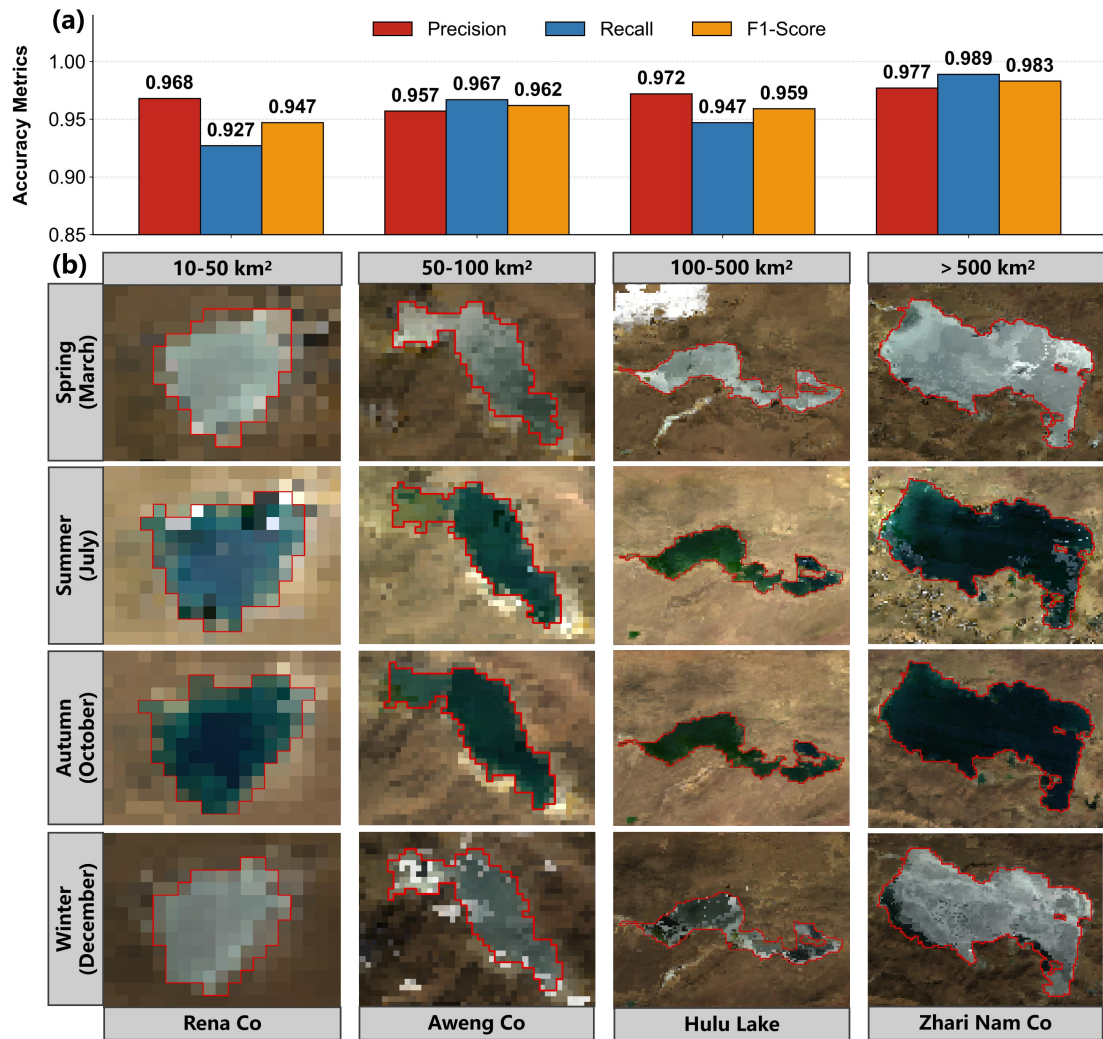 (a)
Precision
Recall
F1-Score
Accuracy Metrics
1.00
0.95
0.90
0.85
0.968
0.927
0.947
0.957
0.967
0.962
0.972
0.947
0.959
0.977
0.989
0.983
(b)
10-50 km²
50-100 km²
100-500 km²
> 500 km²
Spring
(March)
Summer
(July)
Autumn
(October)
Winter
(December)
Rena Co
Aweng Co
Hulu Lake
Zhari Nam Co